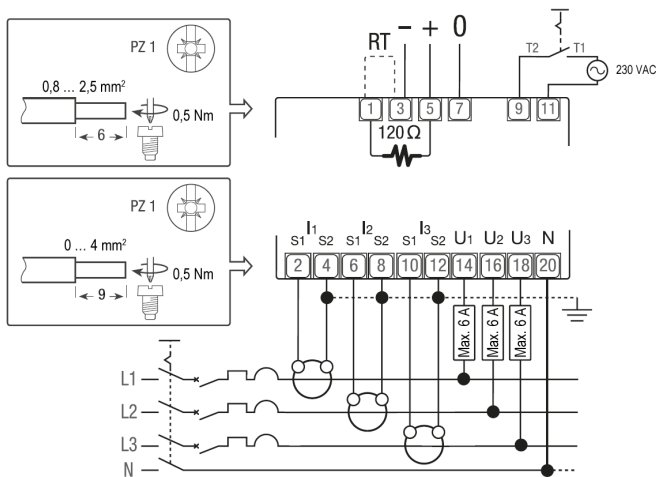 PZ 1
0,8 ... 2,5 mm²
0,5 Nm
6
RT
− + 0
T2 T1
230 VAC
1 3 5 7 9 11
120 Ω
PZ 1
0 ... 4 mm²
0,5 Nm
9
I1 I2 I3
S1 S2 S1 S2 S1 S2 U1 U2 U3 N
2 4 6 8 10 12 14 16 18 20
Max. 6 A
Max. 6 A
Max. 6 A
L1
L2
L3
N